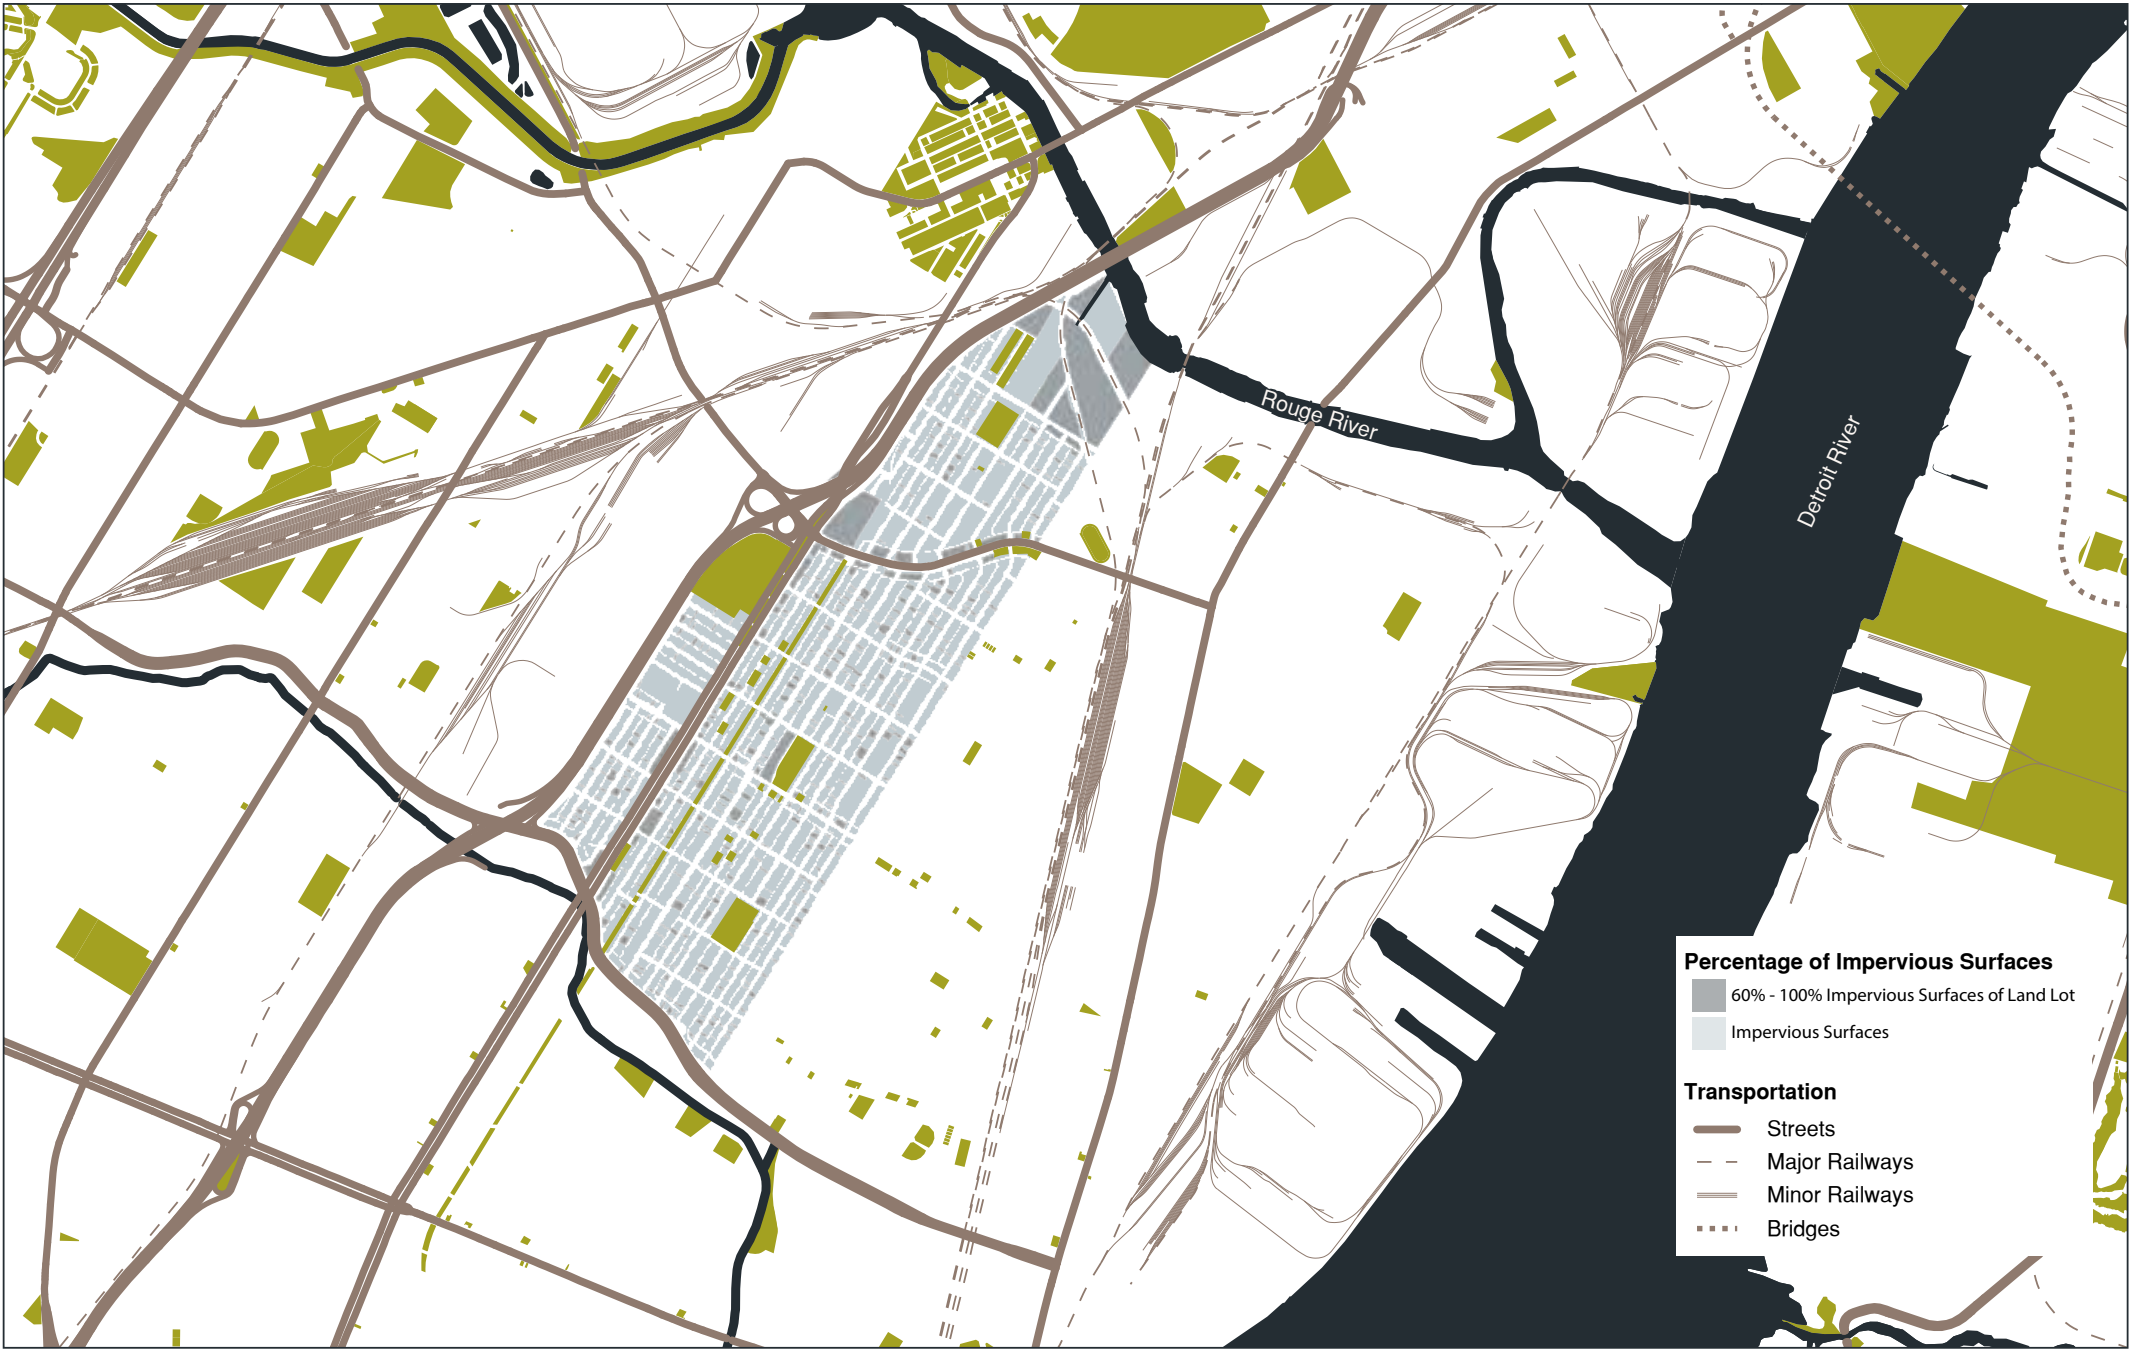 Rouge River
Detroit River
Percentage of Impervious Surfaces
60% - 100% Impervious Surfaces of Land Lot
Impervious Surfaces
Transportation
Streets
Major Railways
Minor Railways
Bridges